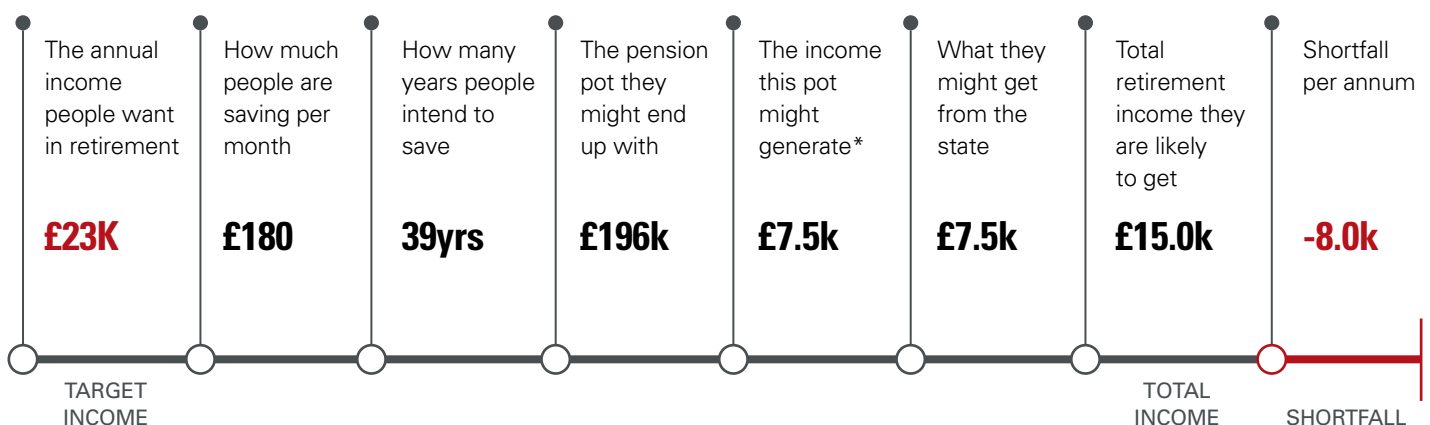 The annual
income
people want
in retirement
£23K
How much
people are
saving per
month
£180
How many
years people
intend to
save
39yrs
The pension
pot they
might end
up with
£196k
The income
this pot
might
generate*
£7.5k
What they
might get
from the
state
£7.5k
Total
retirement
income they
are likely
to get
£15.0k
Shortfall
per annum
-8.0k
TARGET
INCOME
TOTAL
INCOME
SHORTFALL